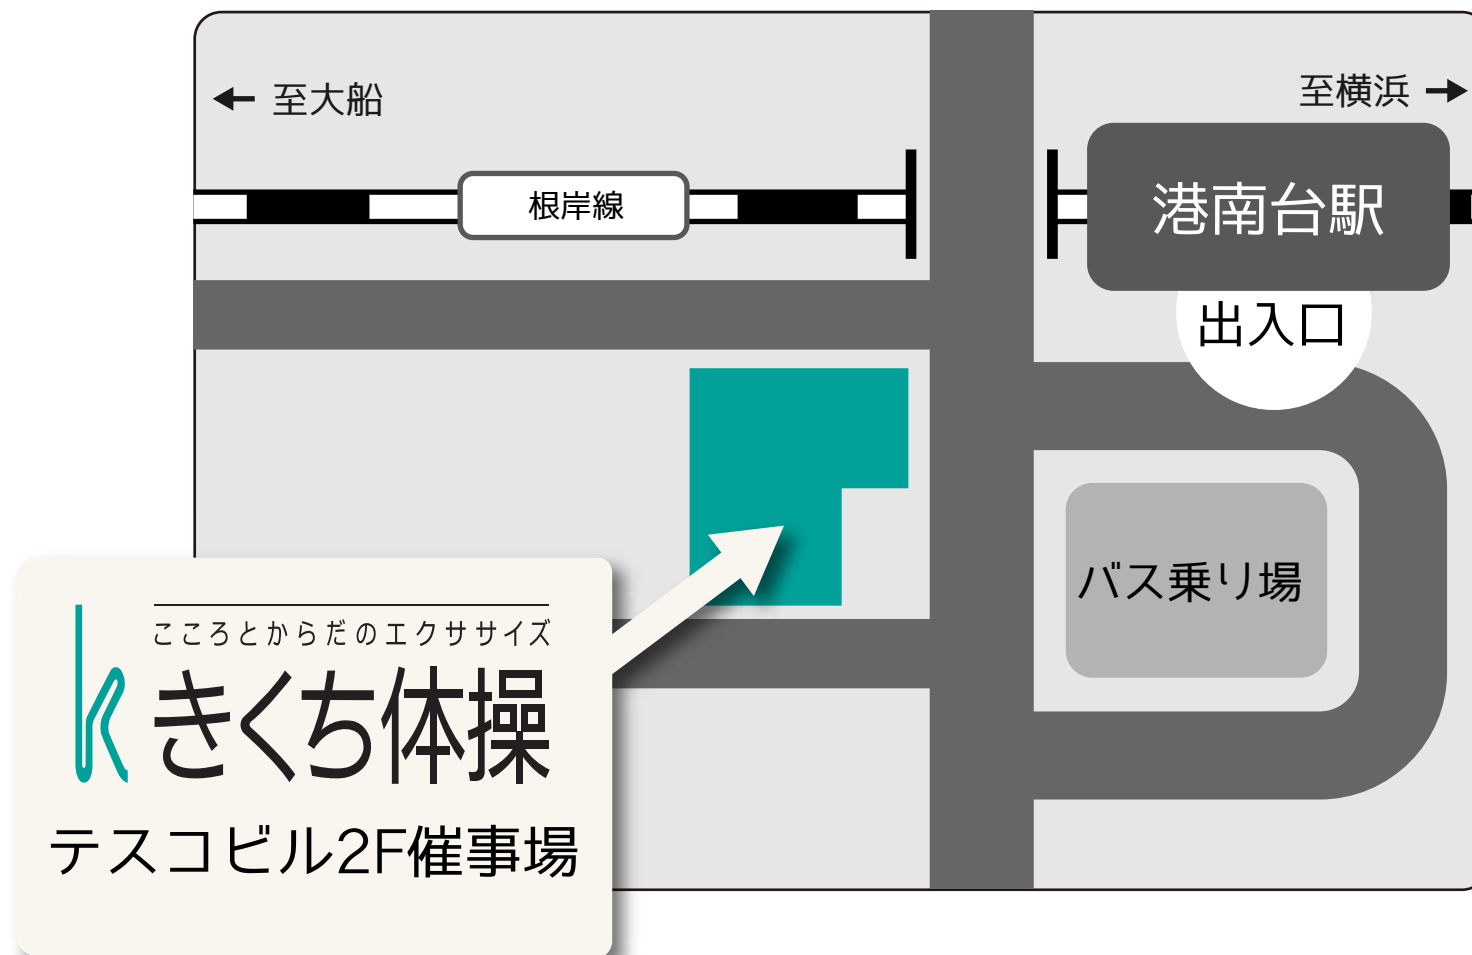 至大船
至横浜
根岸線
港南台駅
出入口
バス乗り場
こころとからだのエクササイズ
きくち体操
テスコビル2F催事場